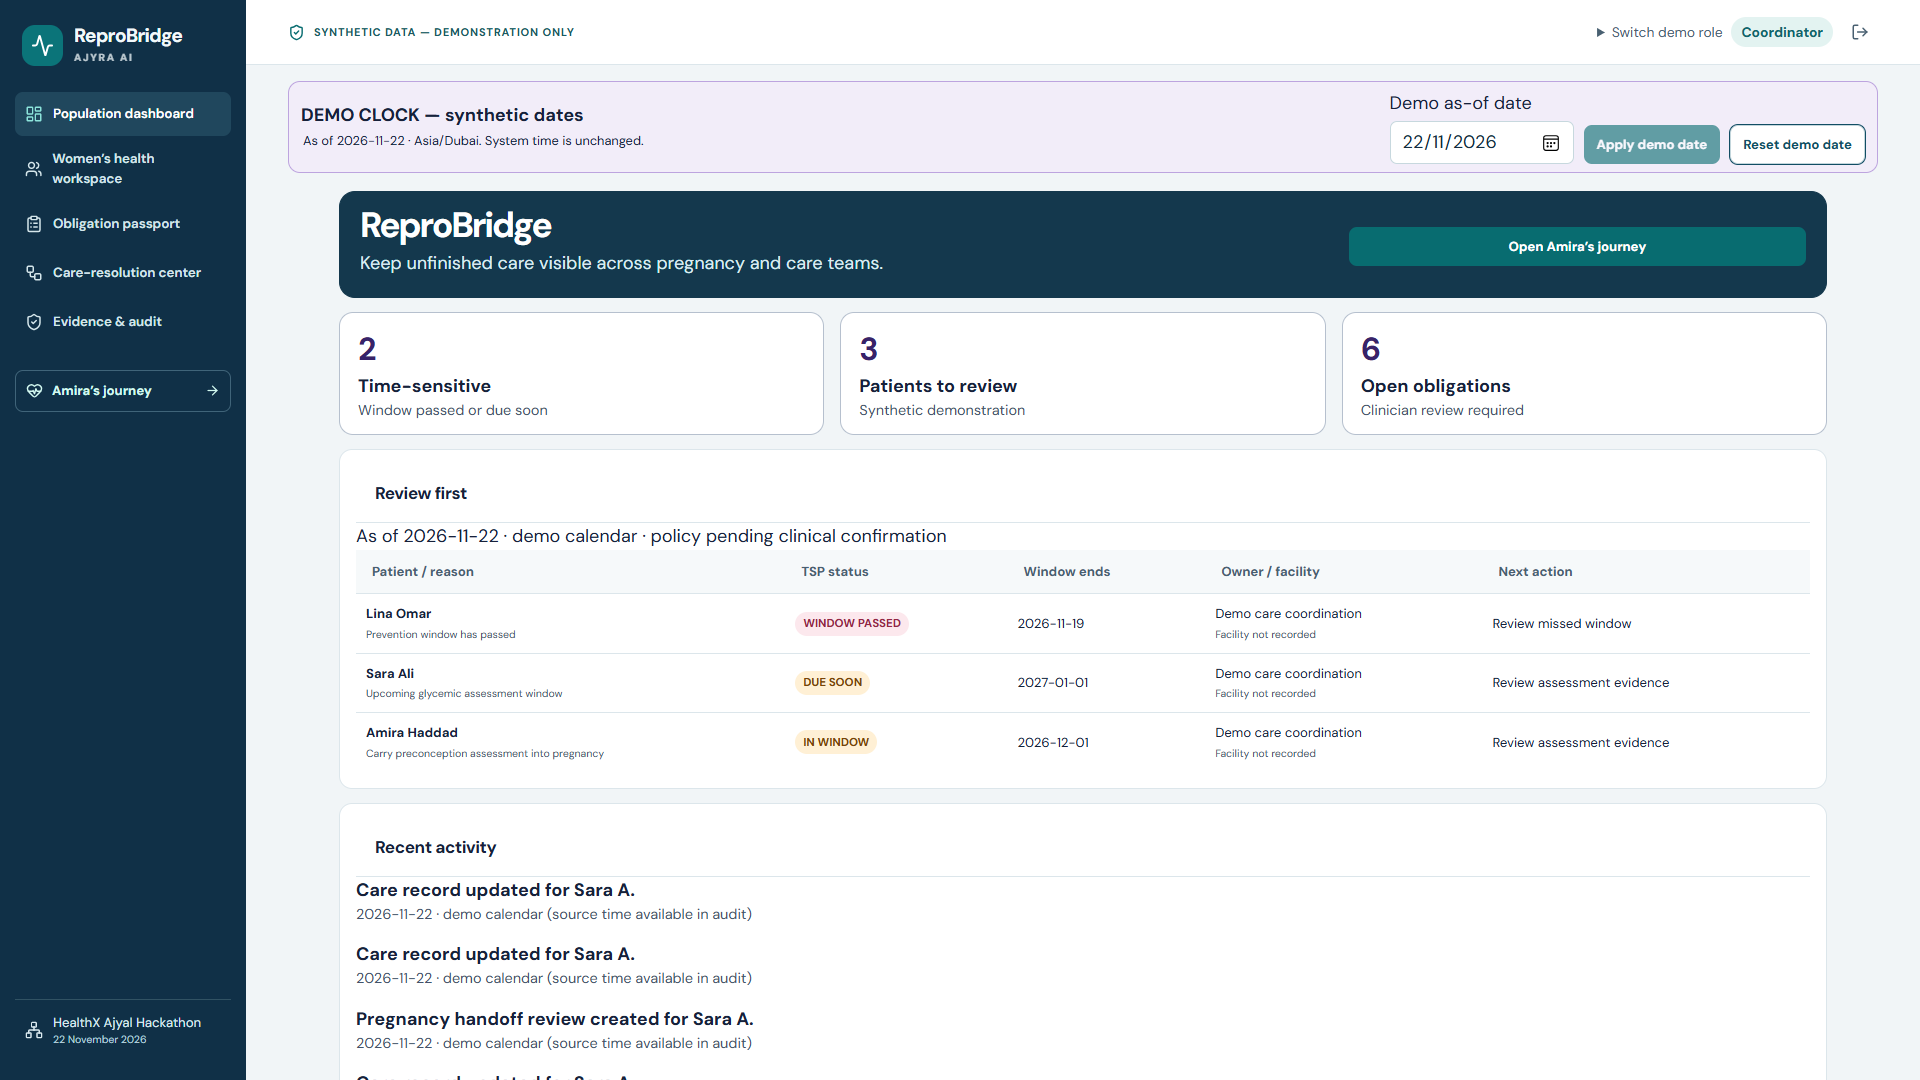 ReproBridge
AJYRA AI
Population dashboard
Women's health
workspace
Obligation passport
Care-resolution center
Evidence & audit
Amira's journey
HealthX Ajyal Hackathon
22 November 2026
SYNTHETIC DATA — DEMONSTRATION ONLY
Switch demo role
Coordinator
DEMO CLOCK — synthetic dates
As of 2026-11-22 · Asia/Dubai. System time is unchanged.
Demo as-of date
22/11/2026
Apply demo date
Reset demo date
ReproBridge
Keep unfinished care visible across pregnancy and care teams.
Open Amira's journey
2
Time-sensitive
Window passed or due soon
3
Patients to review
Synthetic demonstration
6
Open obligations
Clinician review required
Review first
As of 2026-11-22 · demo calendar · policy pending clinical confirmation
Patient / reason TSP status Window ends Owner / facility Next action
Lina Omar
Prevention window has passed
WINDOW PASSED
2026-11-19
Demo care coordination
Facility not recorded
Review missed window
Sara Ali
Upcoming glycemic assessment window
DUE SOON
2027-01-01
Demo care coordination
Facility not recorded
Review assessment evidence
Amira Haddad
Carry preconception assessment into pregnancy
IN WINDOW
2026-12-01
Demo care coordination
Facility not recorded
Review assessment evidence
Recent activity
Care record updated for Sara A.
2026-11-22 · demo calendar (source time available in audit)
Care record updated for Sara A.
2026-11-22 · demo calendar (source time available in audit)
Pregnancy handoff review created for Sara A.
2026-11-22 · demo calendar (source time available in audit)